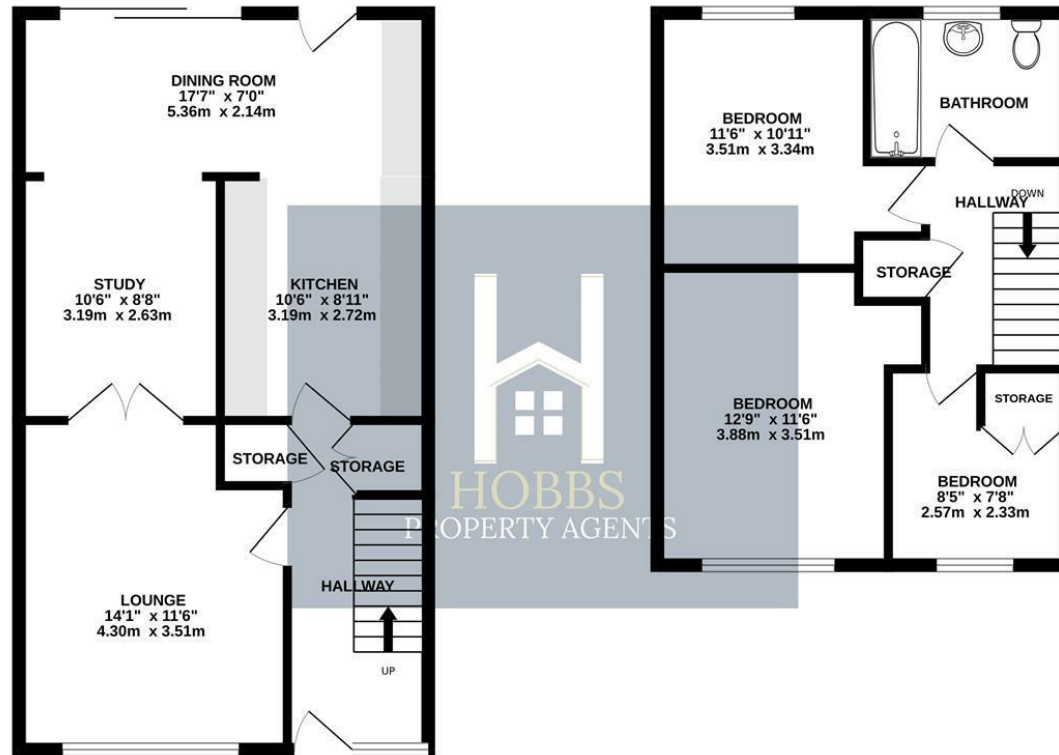 DINING ROOM
17'7" x 7'0"
5.36m x 2.14m
STUDY
10'6" x 8'8"
3.19m x 2.63m
KITCHEN
10'6" x 8'11"
3.19m x 2.72m
STORAGE
STORAGE
LOUNGE
14'1" x 11'6"
4.30m x 3.51m
HALLWAY
UP
HOBBS
PROPERTY AGENTS
BEDROOM
11'6" x 10'11"
3.51m x 3.34m
BATHROOM
DOWN
HALLWAY
STORAGE
BEDROOM
12'9" x 11'6"
3.88m x 3.51m
STORAGE
BEDROOM
8'5" x 7'8"
2.57m x 2.33m